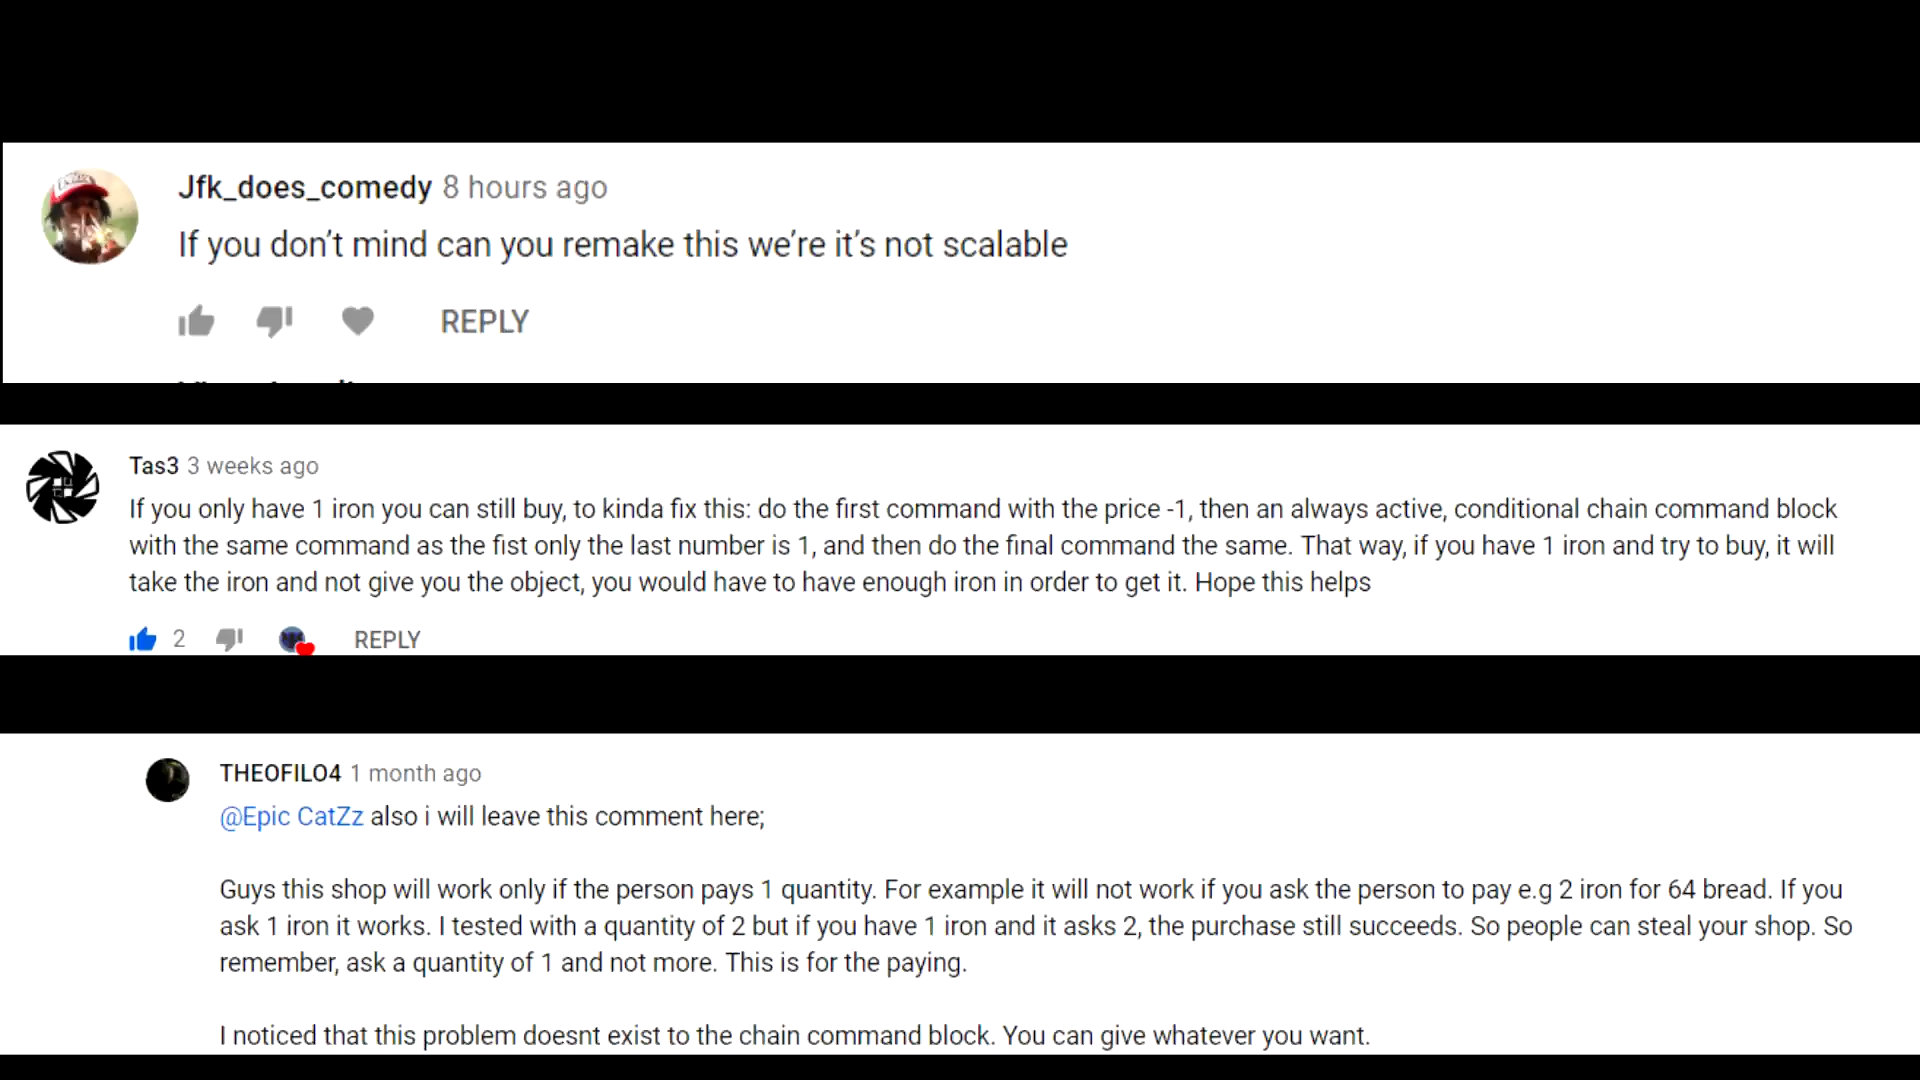 Jfk_does_comedy 8 hours ago
If you don’t mind can you remake this we’re it’s not scalable
REPLY
Tas3 3 weeks ago
If you only have 1 iron you can still buy, to kinda fix this: do the first command with the price -1, then an always active, conditional chain command block
with the same command as the fist only the last number is 1, and then do the final command the same. That way, if you have 1 iron and try to buy, it will
take the iron and not give you the object, you would have to have enough iron in order to get it. Hope this helps
2 REPLY
THEOFILO4 1 month ago
@Epic CatZz also i will leave this comment here;
Guys this shop will work only if the person pays 1 quantity. For example it will not work if you ask the person to pay e.g 2 iron for 64 bread. If you
ask 1 iron it works. I tested with a quantity of 2 but if you have 1 iron and it asks 2, the purchase still succeeds. So people can steal your shop. So
remember, ask a quantity of 1 and not more. This is for the paying.
I noticed that this problem doesnt exist to the chain command block. You can give whatever you want.